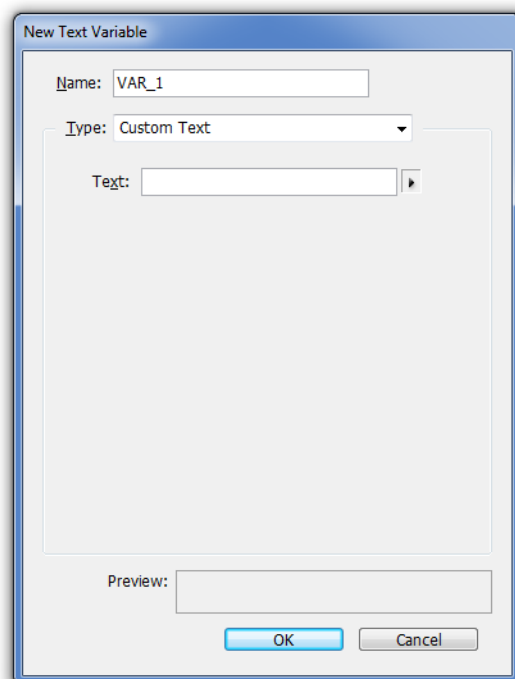 New Text Variable
Name: VAR_1
Type: Custom Text
Text:
Preview:
OK Cancel